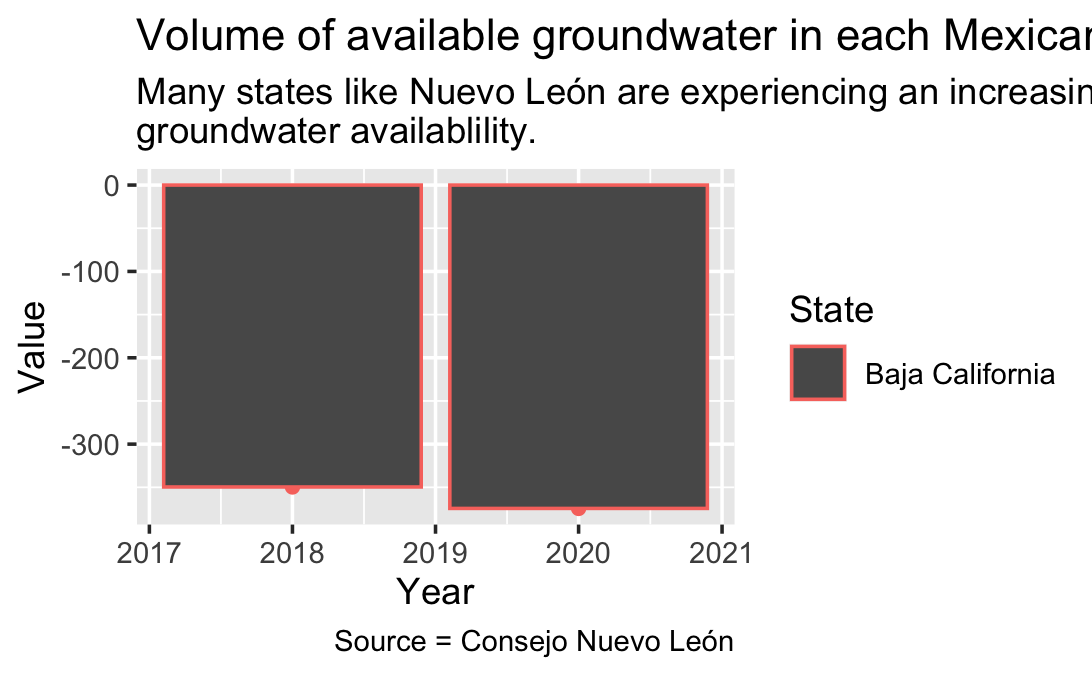 Volume of available groundwater in each Mexican
Many states like Nuevo León are experiencing an increasin
groundwater availablility.
0
-100
-200
-300
Value
2017 2018 2019 2020 2021
Year
State
Baja California
Source = Consejo Nuevo León